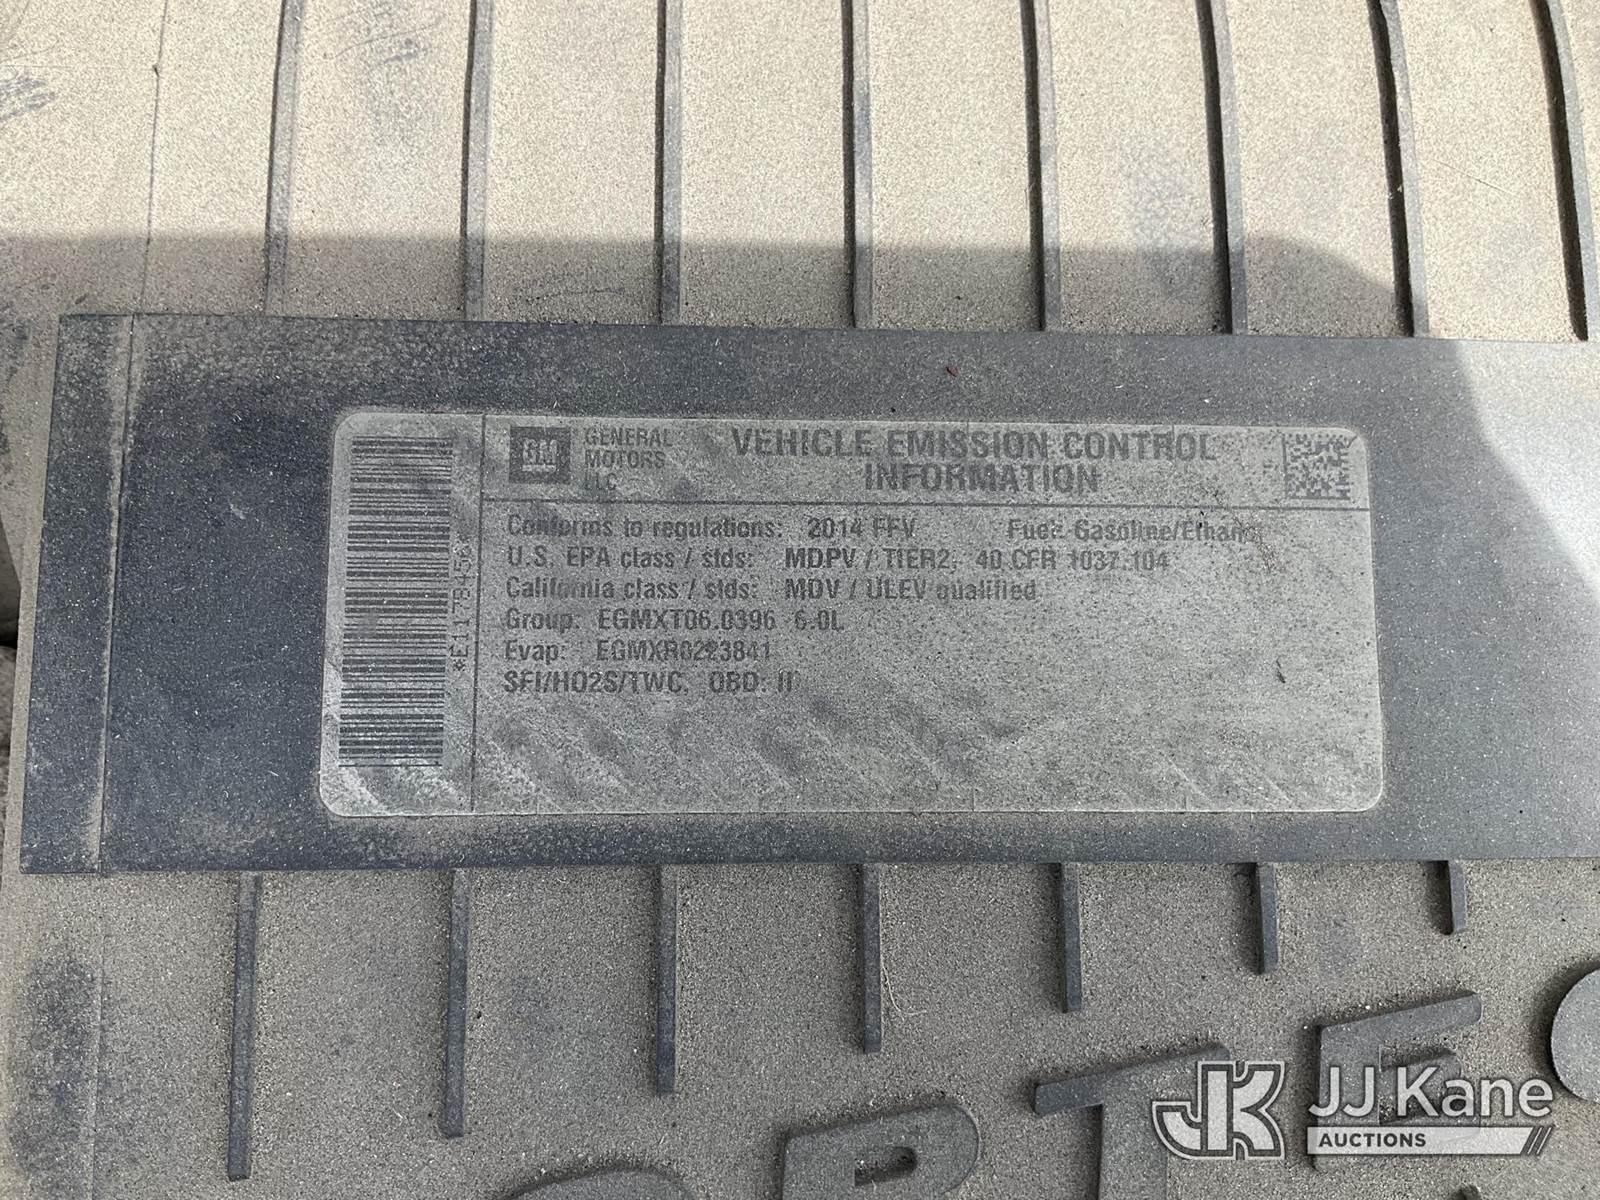 GM GENERAL MOTORS LLC
VEHICLE EMISSION CONTROL
INFORMATION
*E117B456*
Conforms to regulations: 2014 FFV Fuel: Gasoline/Ethanol
U.S. EPA class / stds: MDPV / TIER2, 40 CFR 1037.104
California class / stds: MDV / ULEV qualified
Group: EGMXT06.0396 6.0L
Evap: EGMXR0223841
SFI/HO2S/TWC, OBD: II
JJ Kane
AUCTIONS